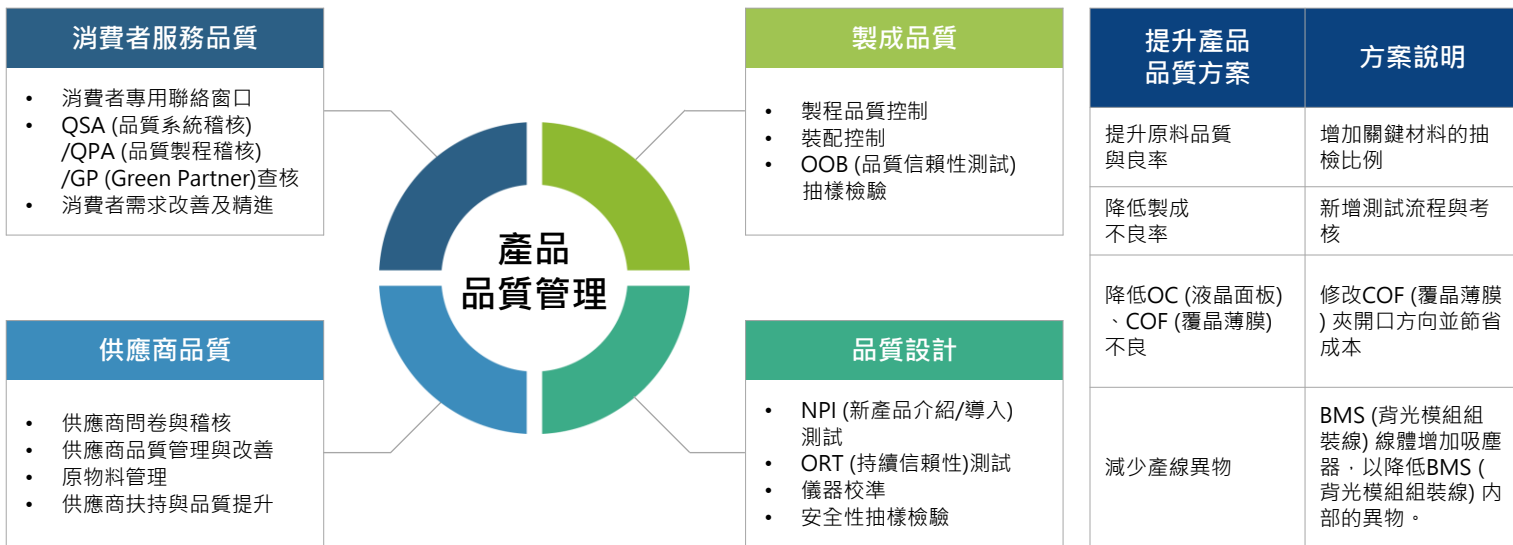 消費者服務品質
• 消費者專用聯絡窗口
• QSA (品質系統稽核)
/QPA (品質製程稽核)
/GP (Green Partner)查核
• 消費者需求改善及精進
製成品質
• 製程品質控制
• 裝配控制
• OOB (品質信賴性測試)
抽樣檢驗
產品
品質管理
供應商品質
• 供應商問卷與稽核
• 供應商品質管理與改善
• 原物料管理
• 供應商扶持與品質提升
品質設計
• NPI (新產品介紹/導入)
測試
• ORT (持續信賴性)測試
• 儀器校準
• 安全性抽樣檢驗
提升產品
品質方案
方案說明
提升原料品質
與良率
增加關鍵材料的抽
檢比例
降低製成
不良率
新增測試流程與考
核
降低OC (液晶面板)
、COF (覆晶薄膜)
不良
修改COF (覆晶薄膜
) 夾開口方向並節省
成本
減少產線異物
BMS (背光模組組
裝線) 線體增加吸塵
器，以降低BMS (
背光模組組裝線) 内
部的異物。